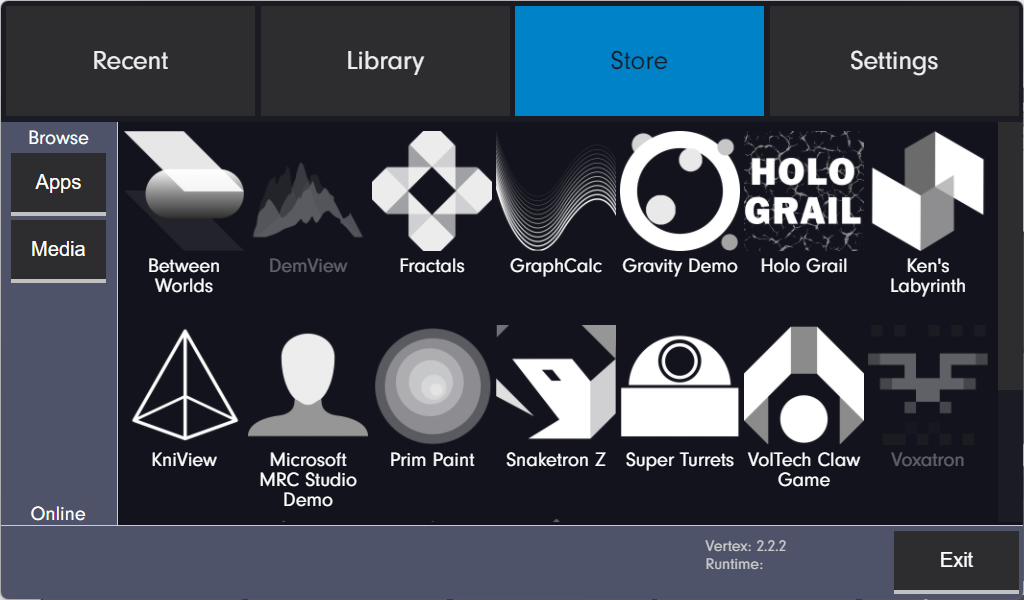 Recent
Library
Store
Settings
Browse
Apps
Media
Online
HOLO
GRAIL
Between
Worlds
DemView
Fractals
GraphCalc
Gravity Demo
Holo Grail
Ken's
Labyrinth
KniView
Microsoft
MRC Studio
Demo
Prim Paint
Snaketron Z
Super Turrets
VolTech Claw
Game
Voxatron
Vertex: 2.2.2
Runtime:
Exit